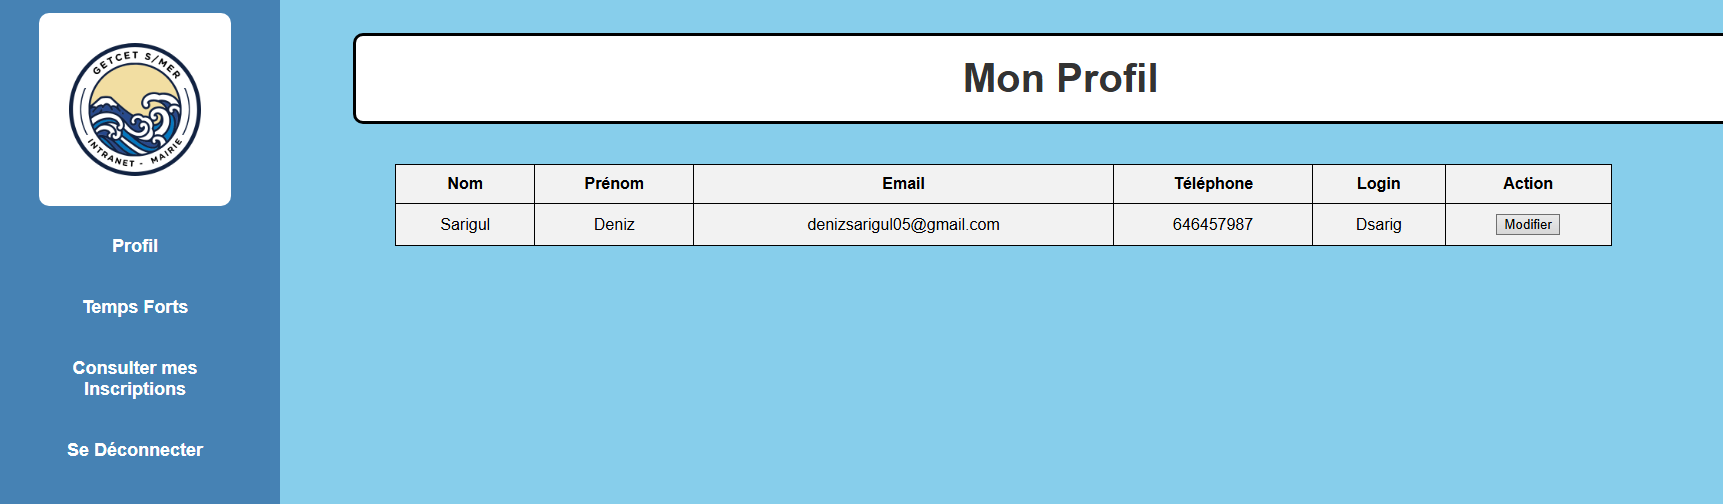 GETCET S/MER
INTRANET - MAIRIE
Profil
Temps Forts
Consulter mes
Inscriptions
Se Déconnecter
Mon Profil
Nom Prénom Email Téléphone Login Action
Sarigul Deniz denizsarigul05@gmail.com 646457987 Dsarig Modifier